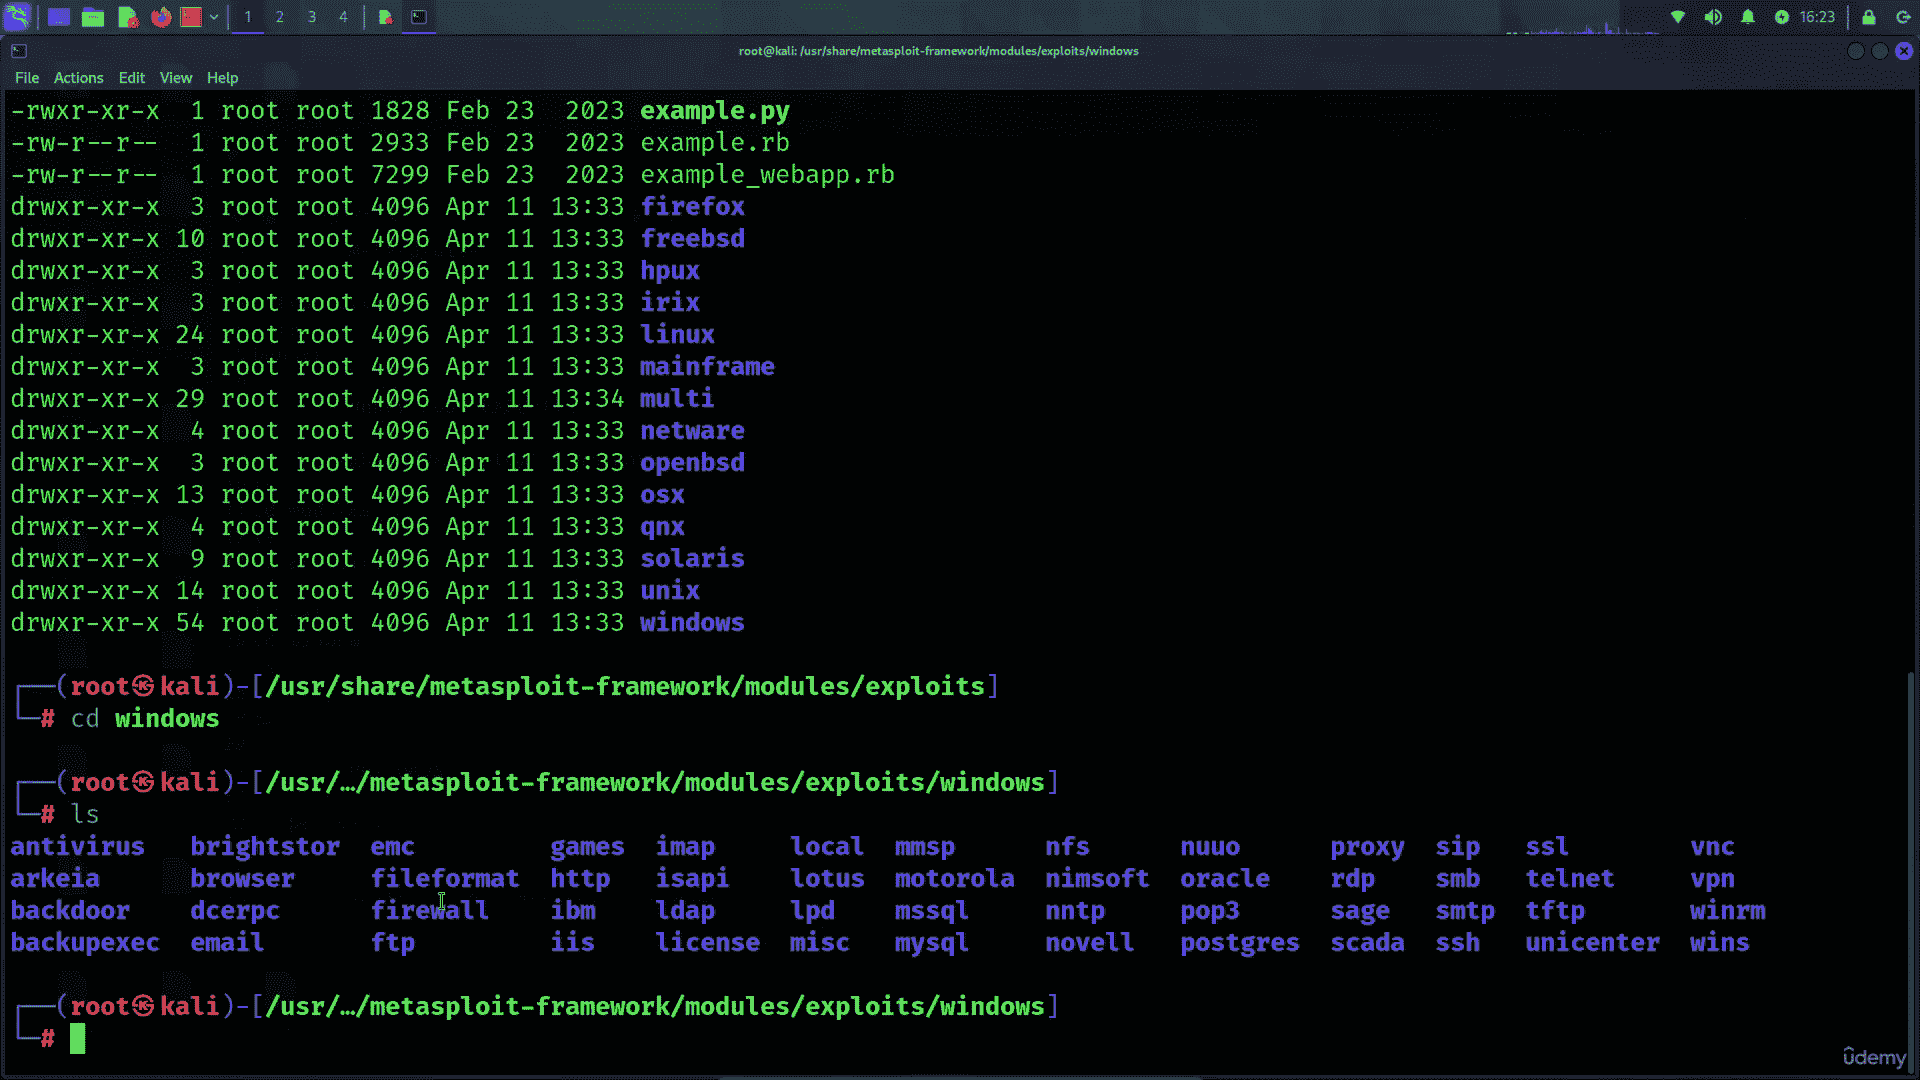 1 2 3 4 16:23
root@kali: /usr/share/metasploit-framework/modules/exploits/windows
File Actions Edit View Help
-rwxr-xr-x 1 root root 1828 Feb 23 2023 example.py
-rw-r--r-- 1 root root 2933 Feb 23 2023 example.rb
-rw-r--r-- 1 root root 7299 Feb 23 2023 example_webapp.rb
drwxr-xr-x 3 root root 4096 Apr 11 13:33 firefox
drwxr-xr-x 10 root root 4096 Apr 11 13:33 freebsd
drwxr-xr-x 3 root root 4096 Apr 11 13:33 hpux
drwxr-xr-x 3 root root 4096 Apr 11 13:33 irix
drwxr-xr-x 24 root root 4096 Apr 11 13:33 linux
drwxr-xr-x 3 root root 4096 Apr 11 13:33 mainframe
drwxr-xr-x 29 root root 4096 Apr 11 13:34 multi
drwxr-xr-x 4 root root 4096 Apr 11 13:33 netware
drwxr-xr-x 3 root root 4096 Apr 11 13:33 openbsd
drwxr-xr-x 13 root root 4096 Apr 11 13:33 osx
drwxr-xr-x 4 root root 4096 Apr 11 13:33 qnx
drwxr-xr-x 9 root root 4096 Apr 11 13:33 solaris
drwxr-xr-x 14 root root 4096 Apr 11 13:33 unix
drwxr-xr-x 54 root root 4096 Apr 11 13:33 windows
┌──(root㉿kali)-[/usr/share/metasploit-framework/modules/exploits]
└─# cd windows
┌──(root㉿kali)-[/usr/…/metasploit-framework/modules/exploits/windows]
└─# ls
antivirus brightstor emc games imap local mmsp nfs nuuo proxy sip ssl vnc
arkeia browser fileformat http isapi lotus motorola nimsoft oracle rdp smb telnet vpn
backdoor dcerpc firewall ibm ldap lpd mssql nntp pop3 sage smtp tftp winrm
backupexec email ftp iis license misc mysql novell postgres scada ssh unicenter wins
┌──(root㉿kali)-[/usr/…/metasploit-framework/modules/exploits/windows]
└─#
ûdemy